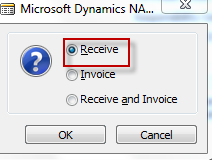 Microsoft Dynamics NA...
Receive
Invoice
Receive and Invoice
OK
Cancel